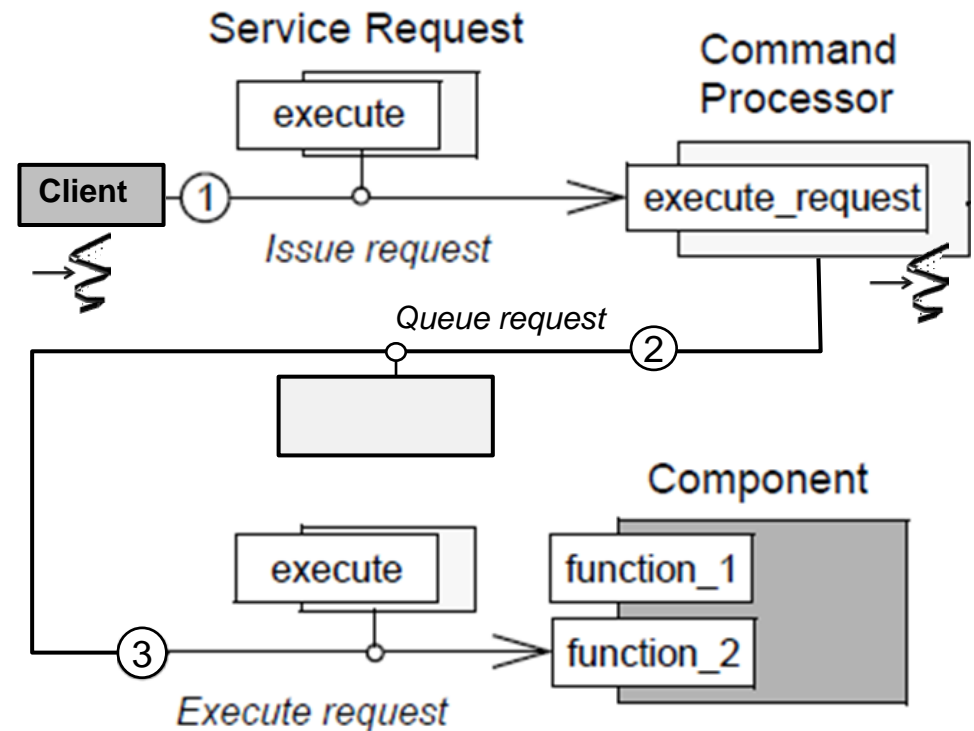 Service Request
Command
Processor
execute
Client
1
execute_request
Issue request
Queue request
2
Component
execute
function_1
3
function_2
Execute request